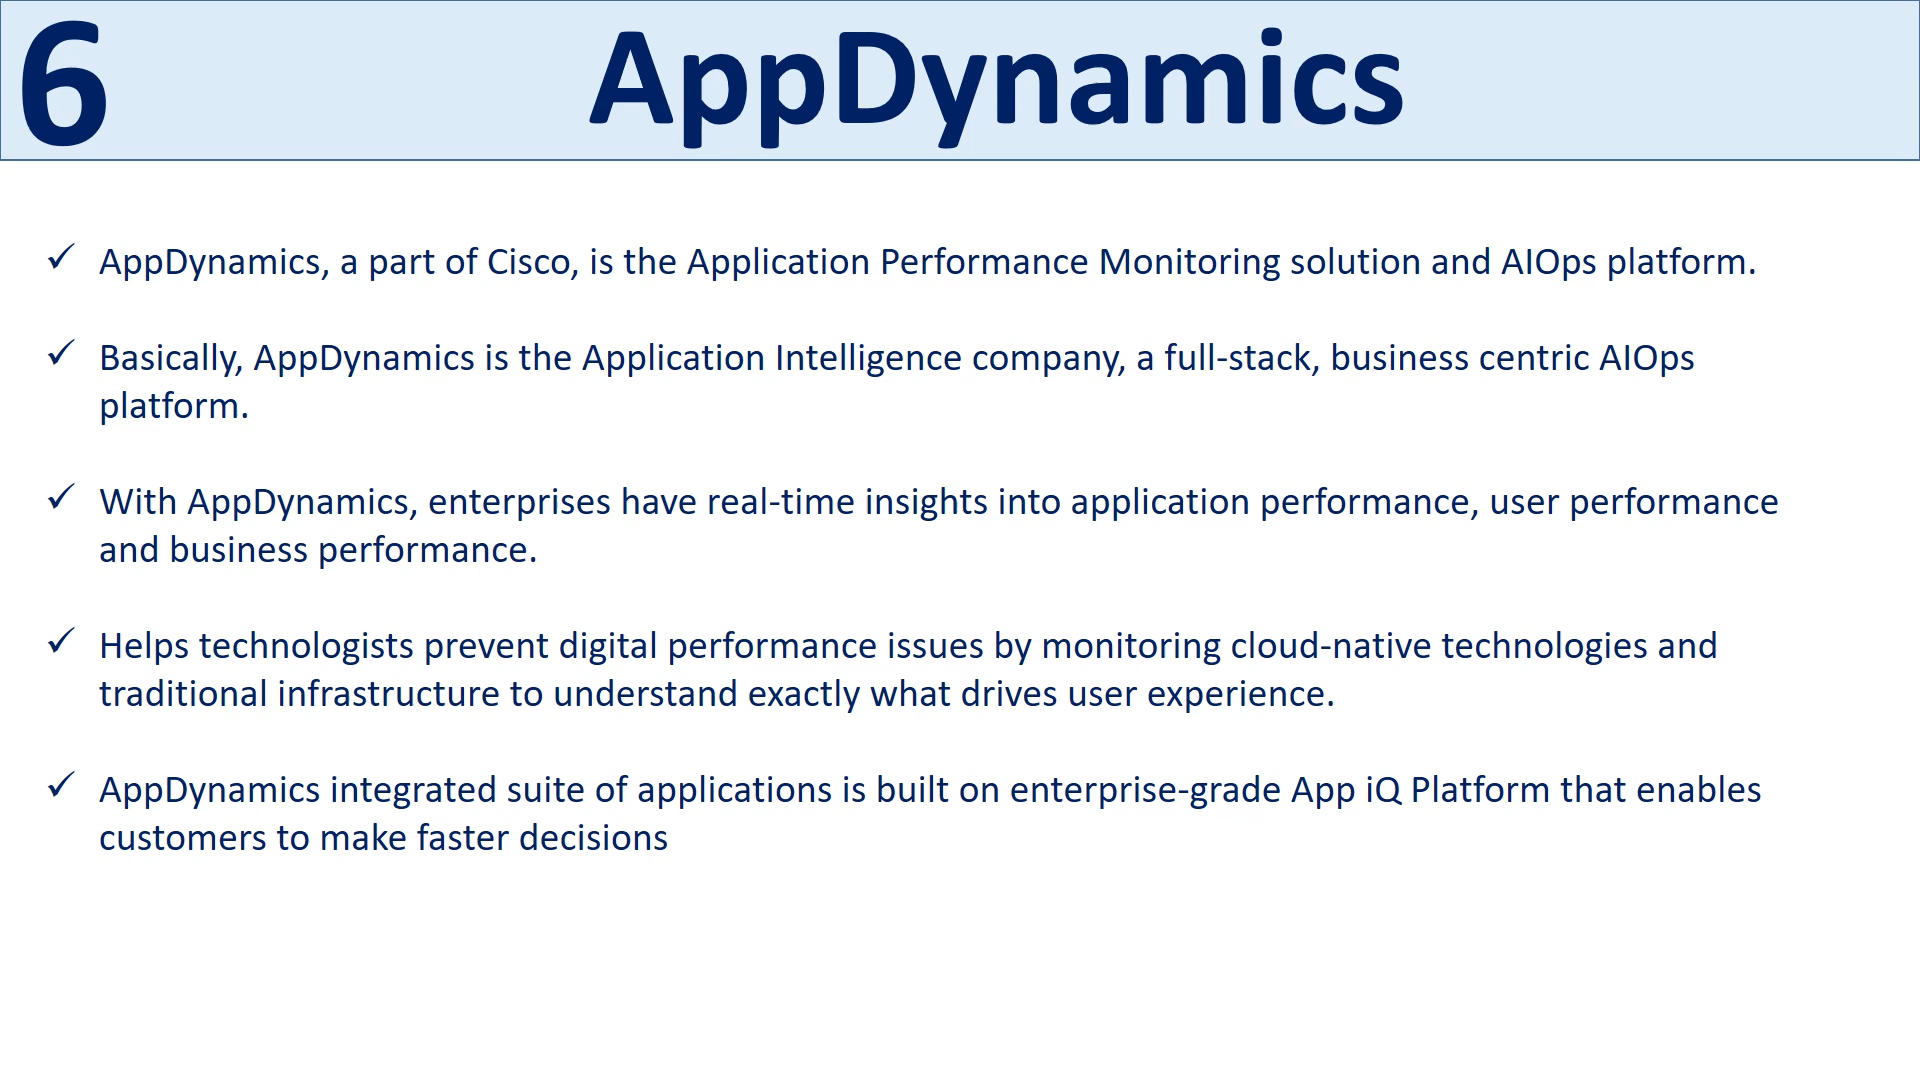 6 AppDynamics
✓ AppDynamics, a part of Cisco, is the Application Performance Monitoring solution and AIOps platform.
✓ Basically, AppDynamics is the Application Intelligence company, a full-stack, business centric AIOps
platform.
✓ With AppDynamics, enterprises have real-time insights into application performance, user performance
and business performance.
✓ Helps technologists prevent digital performance issues by monitoring cloud-native technologies and
traditional infrastructure to understand exactly what drives user experience.
✓ AppDynamics integrated suite of applications is built on enterprise-grade App iQ Platform that enables
customers to make faster decisions